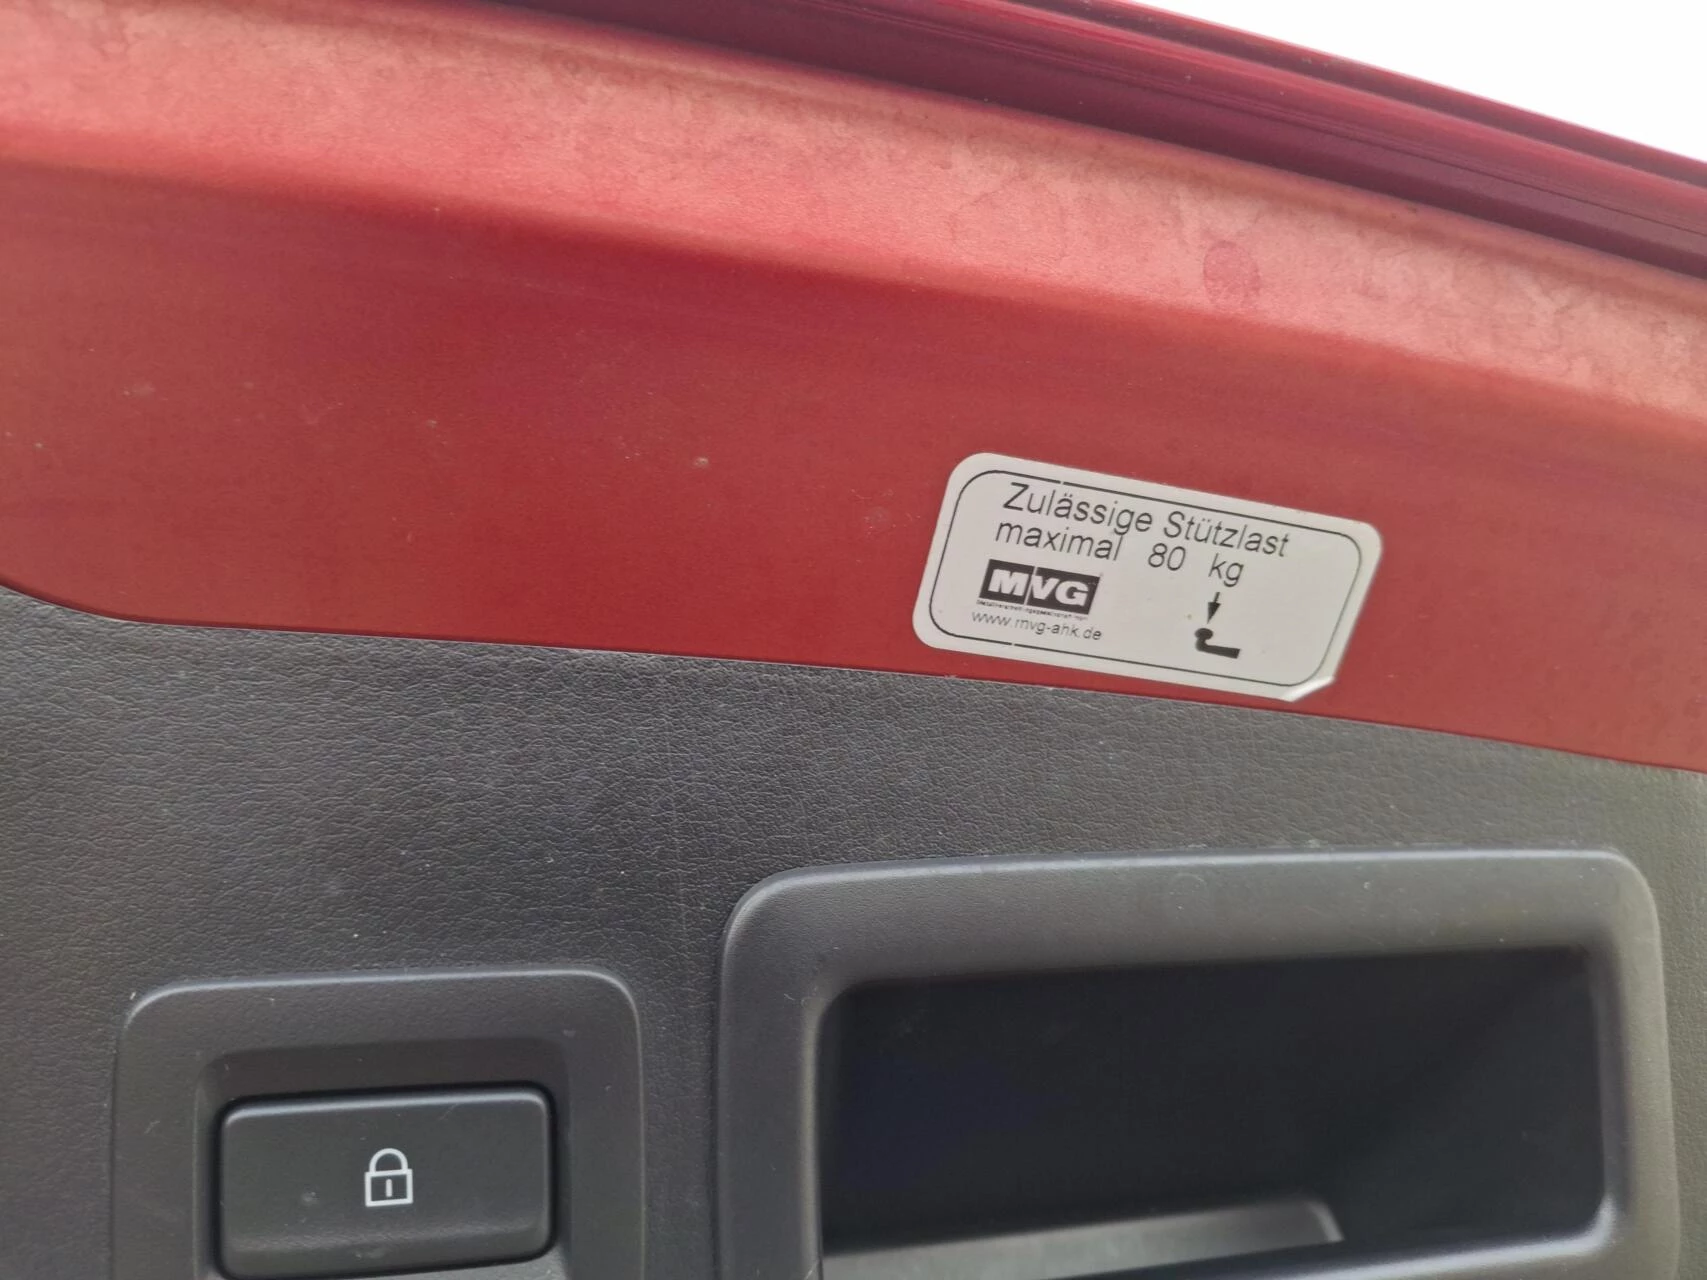 Zulässige Stützlast
maximal 80 kg
MVG
www.mvg-ahk.de